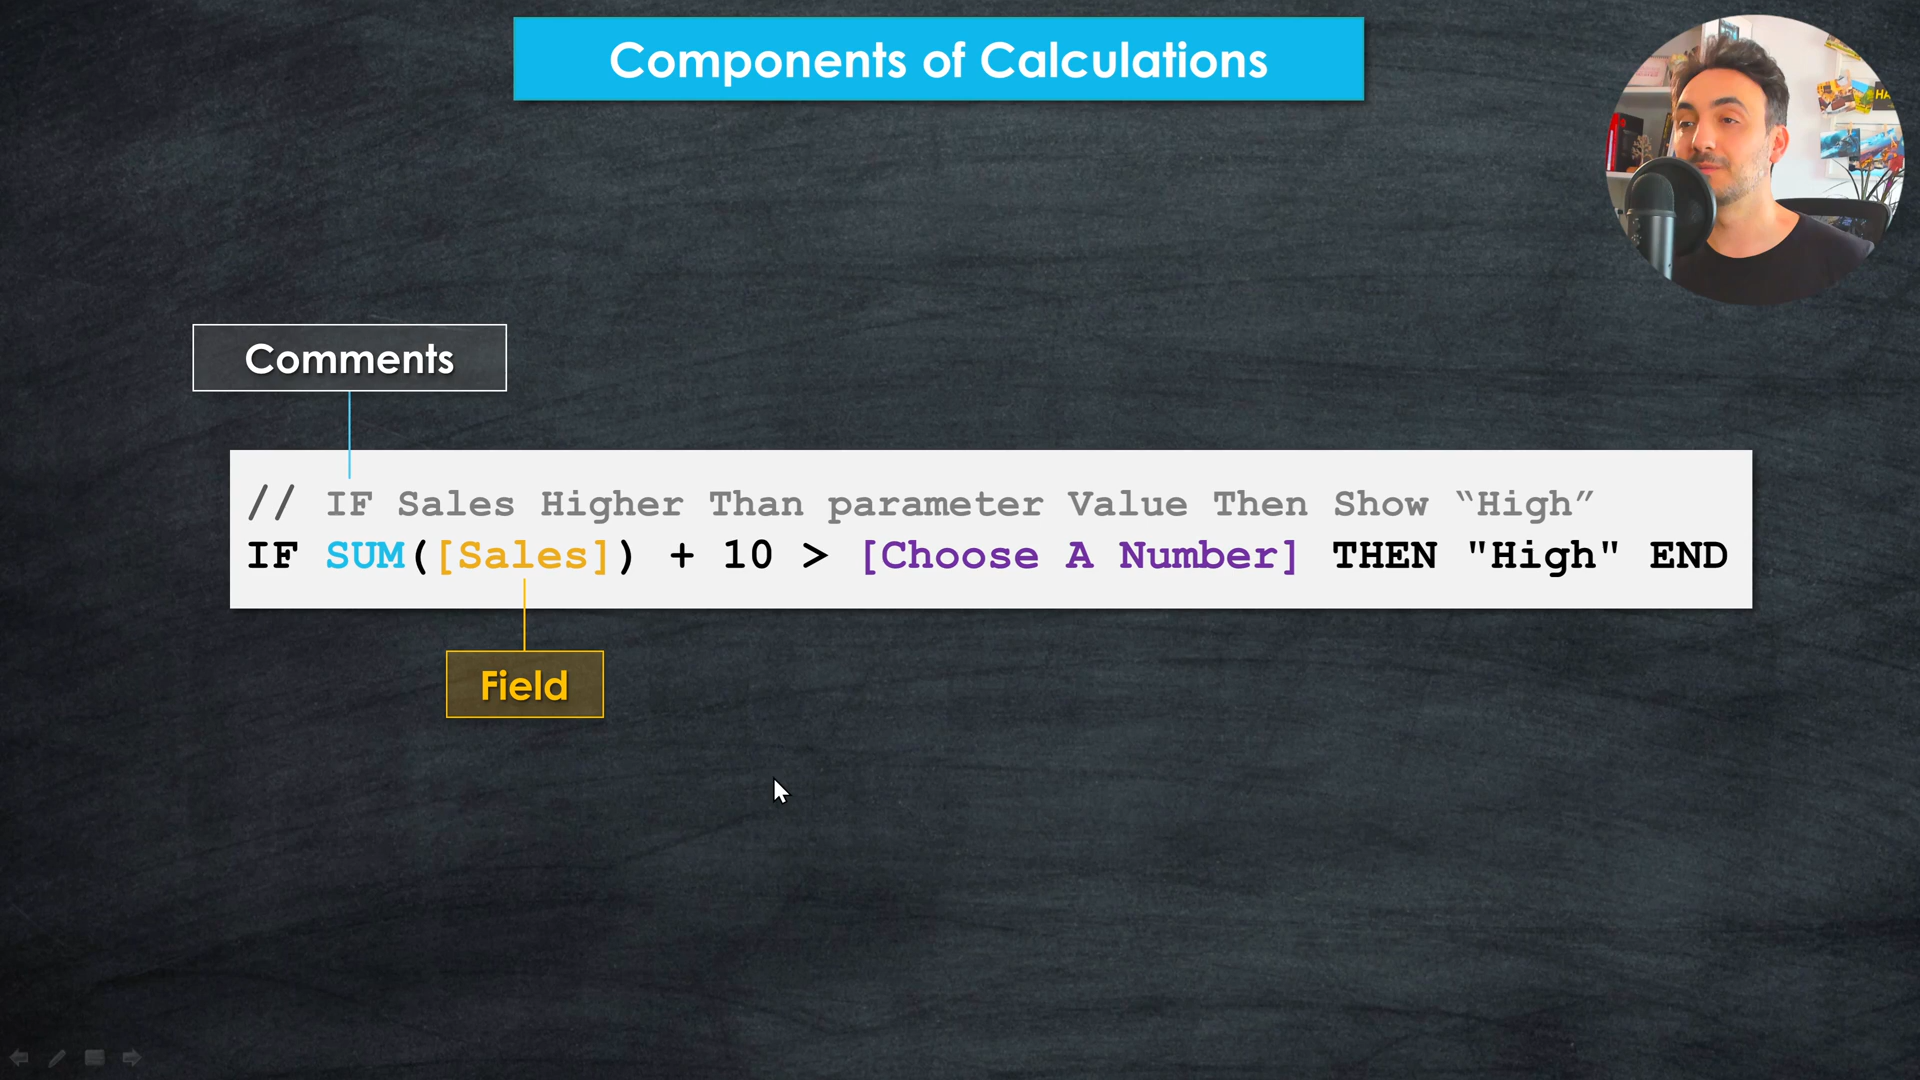 Components of Calculations
HA
Comments
// IF Sales Higher Than parameter Value Then Show “High”
IF SUM([Sales]) + 10 > [Choose A Number] THEN "High" END
Field